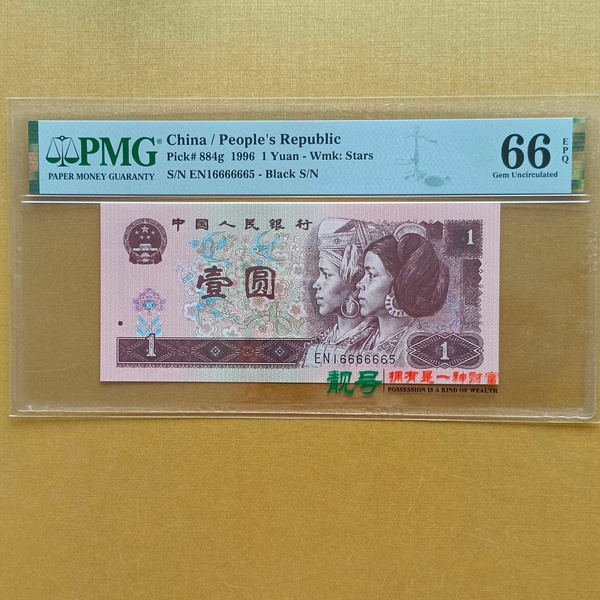 PMG®
PAPER MONEY GUARANTY
China / People's Republic
Pick# 884g 1996 1 Yuan - Wmk: Stars
S/N EN16666665 - Black S/N
66
EPQ
Gem Uncirculated
中国人民银行
1
壹圆
EN16666665
1
1
靓号
拥有是一种财富
POSSESSION IS A KIND OF WEALTH